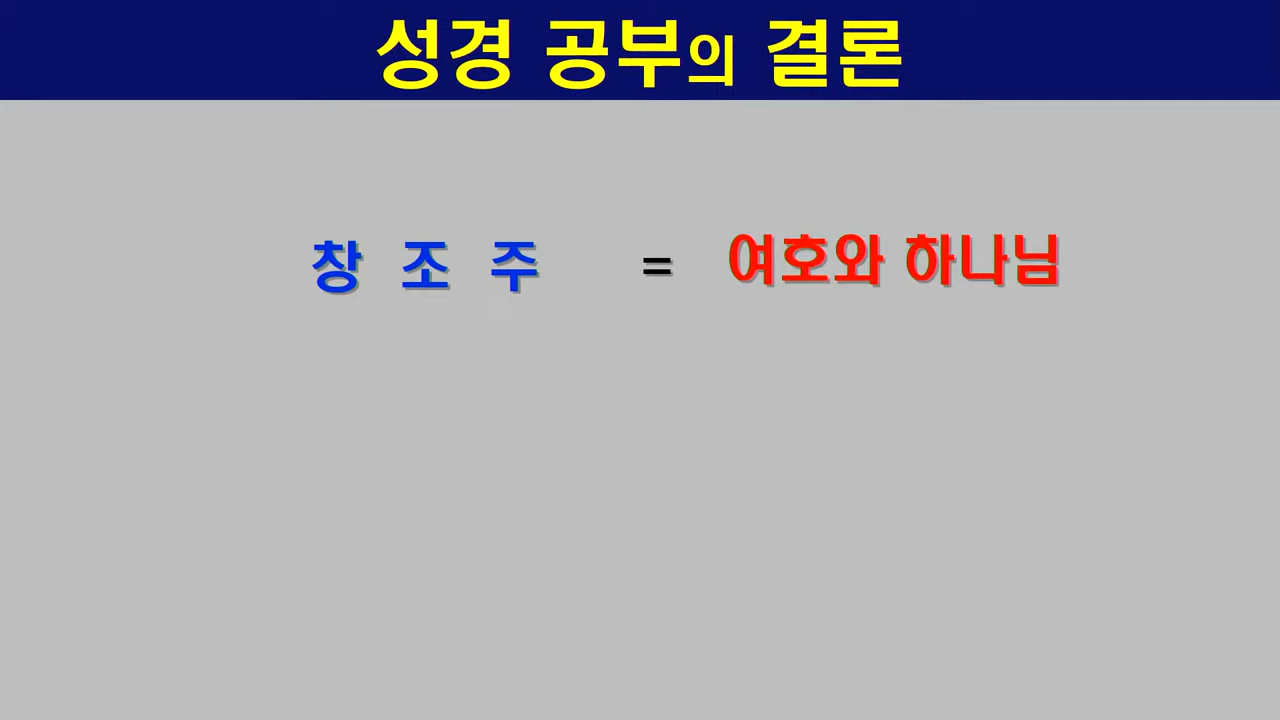 성경 공부의 결론
창 조 주 = 여호와 하나님